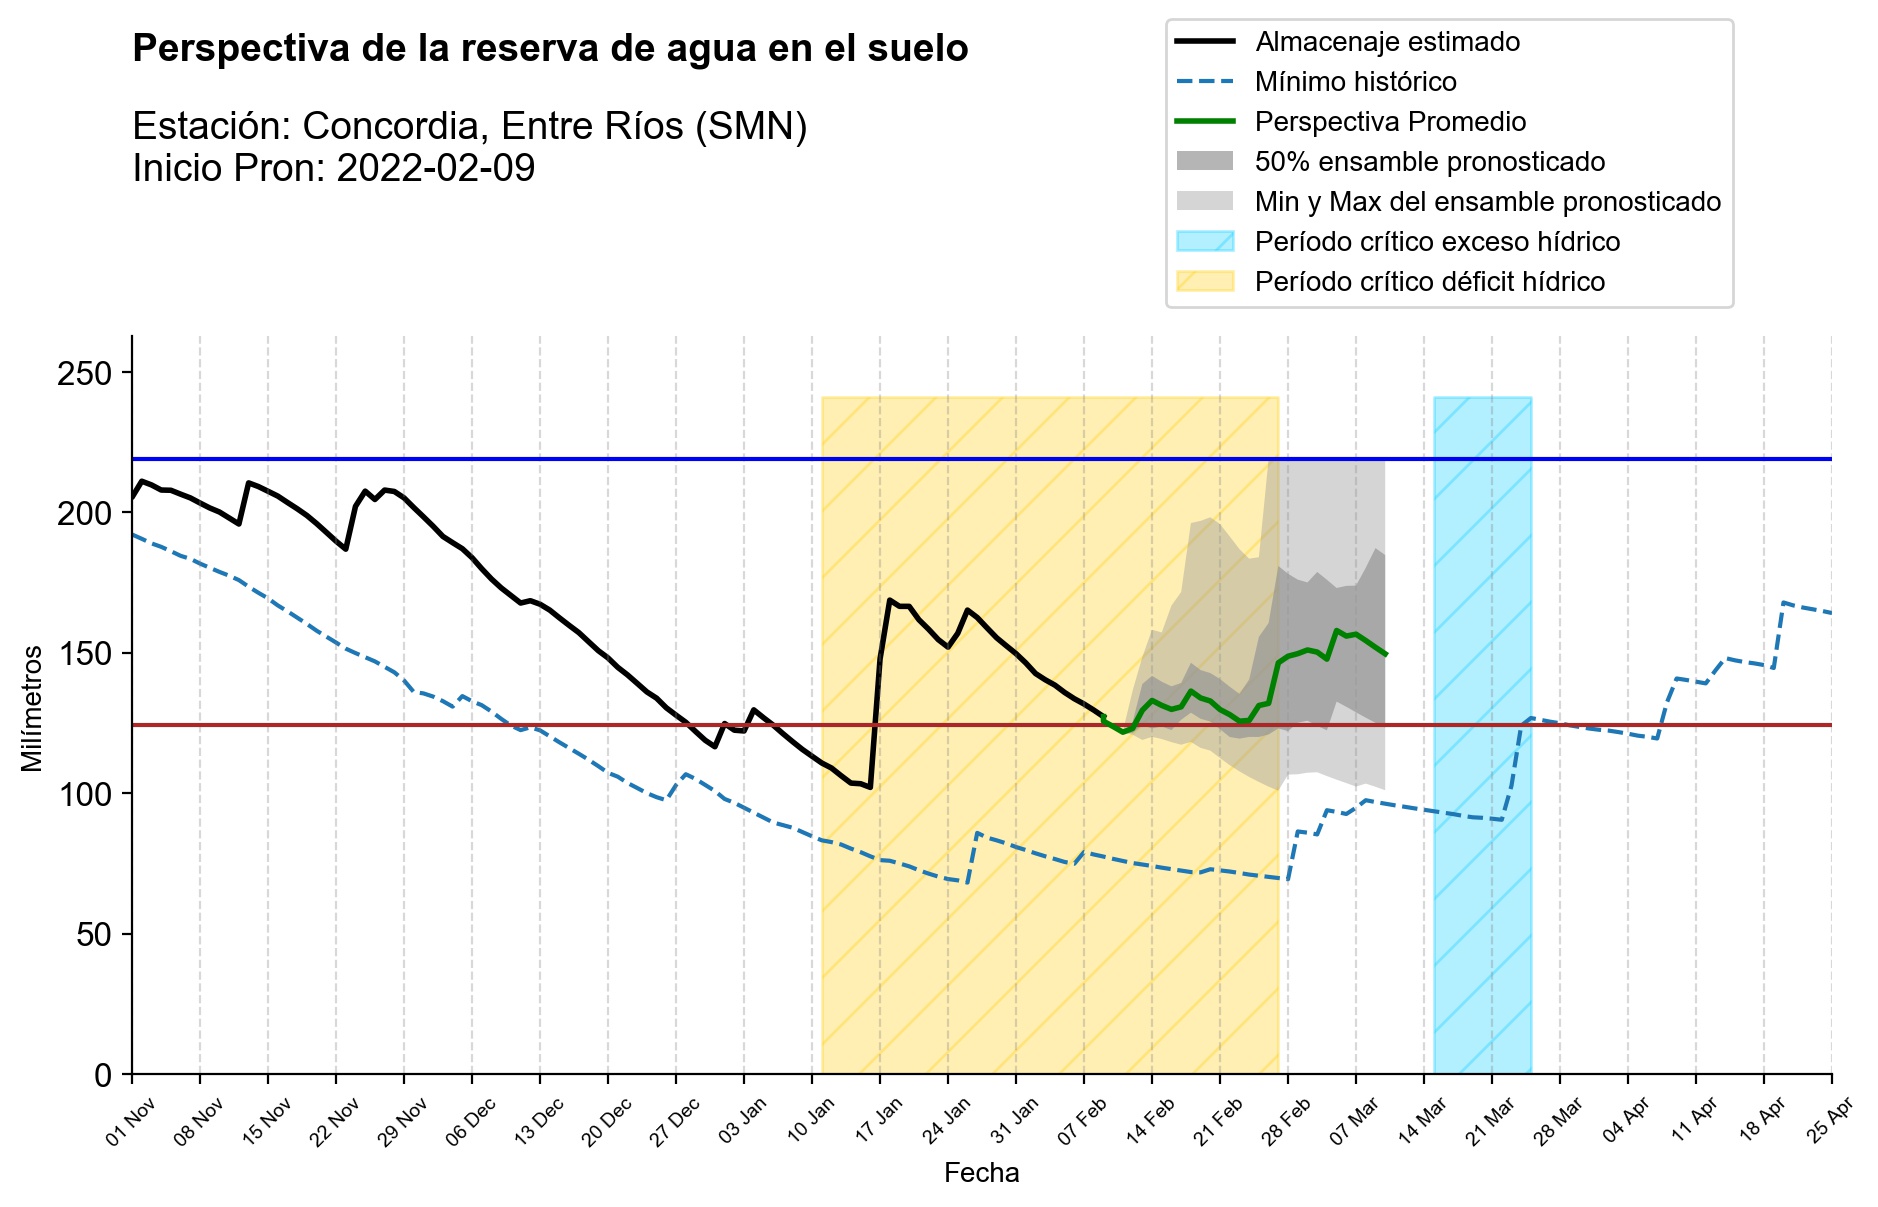 Perspectiva de la reserva de agua en el suelo
Estación: Concordia, Entre Ríos (SMN)
Inicio Pron: 2022-02-09
Almacenaje estimado
Mínimo histórico
Perspectiva Promedio
50% ensamble pronosticado
Min y Max del ensamble pronosticado
Período crítico exceso hídrico
Período crítico déficit hídrico
250
200
150
100
50
0
Milímetros
01 Nov
08 Nov
15 Nov
22 Nov
29 Nov
06 Dec
13 Dec
20 Dec
27 Dec
03 Jan
10 Jan
17 Jan
24 Jan
31 Jan
07 Feb
14 Feb
21 Feb
28 Feb
07 Mar
14 Mar
21 Mar
28 Mar
04 Apr
11 Apr
18 Apr
25 Apr
Fecha